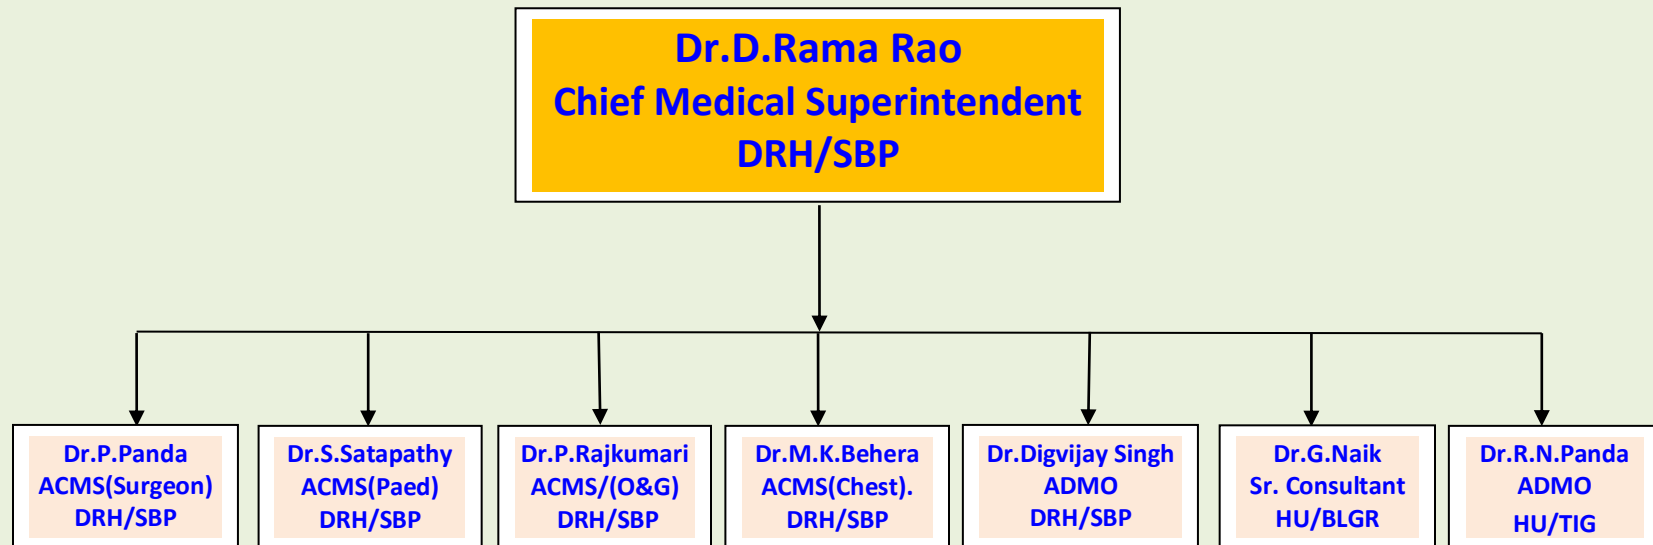 Dr.D.Rama Rao
Chief Medical Superintendent
DRH/SBP
Dr.P.Panda
ACMS(Surgeon)
DRH/SBP
Dr.S.Satapathy
ACMS(Paed)
DRH/SBP
Dr.P.Rajkumari
ACMS/(O&G)
DRH/SBP
Dr.M.K.Behera
ACMS(Chest).
DRH/SBP
Dr.Digvijay Singh
ADMO
DRH/SBP
Dr.G.Naik
Sr. Consultant
HU/BLGR
Dr.R.N.Panda
ADMO
HU/TIG